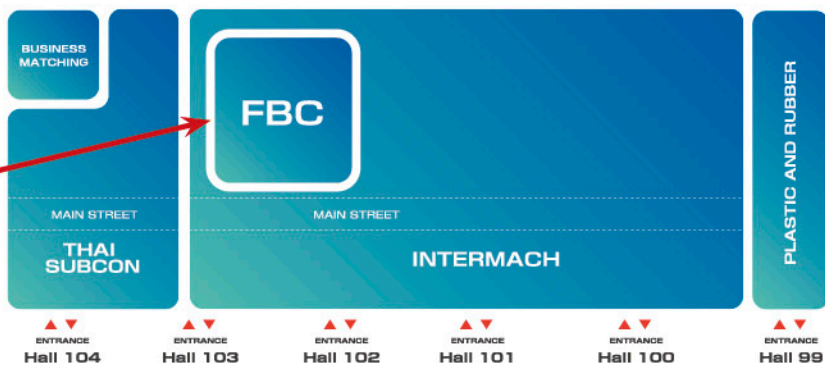 BUSINESS
MATCHING
FBC
PLASTIC AND RUBBER
MAIN STREET
MAIN STREET
THAI
SUBCON
INTERMACH
ENTRANCE
Hall 104
ENTRANCE
Hall 103
ENTRANCE
Hall 102
ENTRANCE
Hall 101
ENTRANCE
Hall 100
ENTRANCE
Hall 99